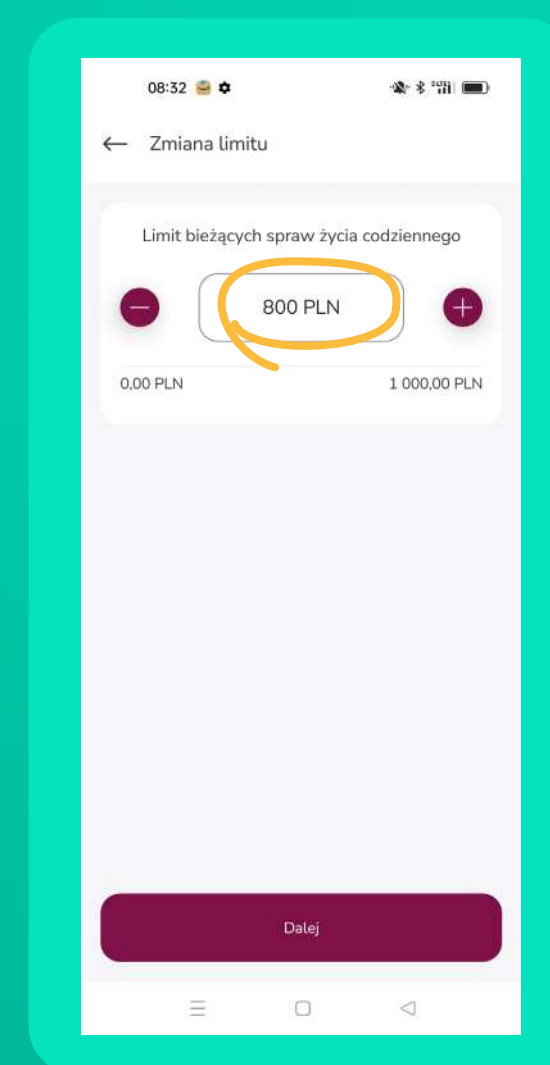 08:32
Zmiana limitu
Limit bieżących spraw życia codziennego
800 PLN
0,00 PLN 1 000,00 PLN
Dalej